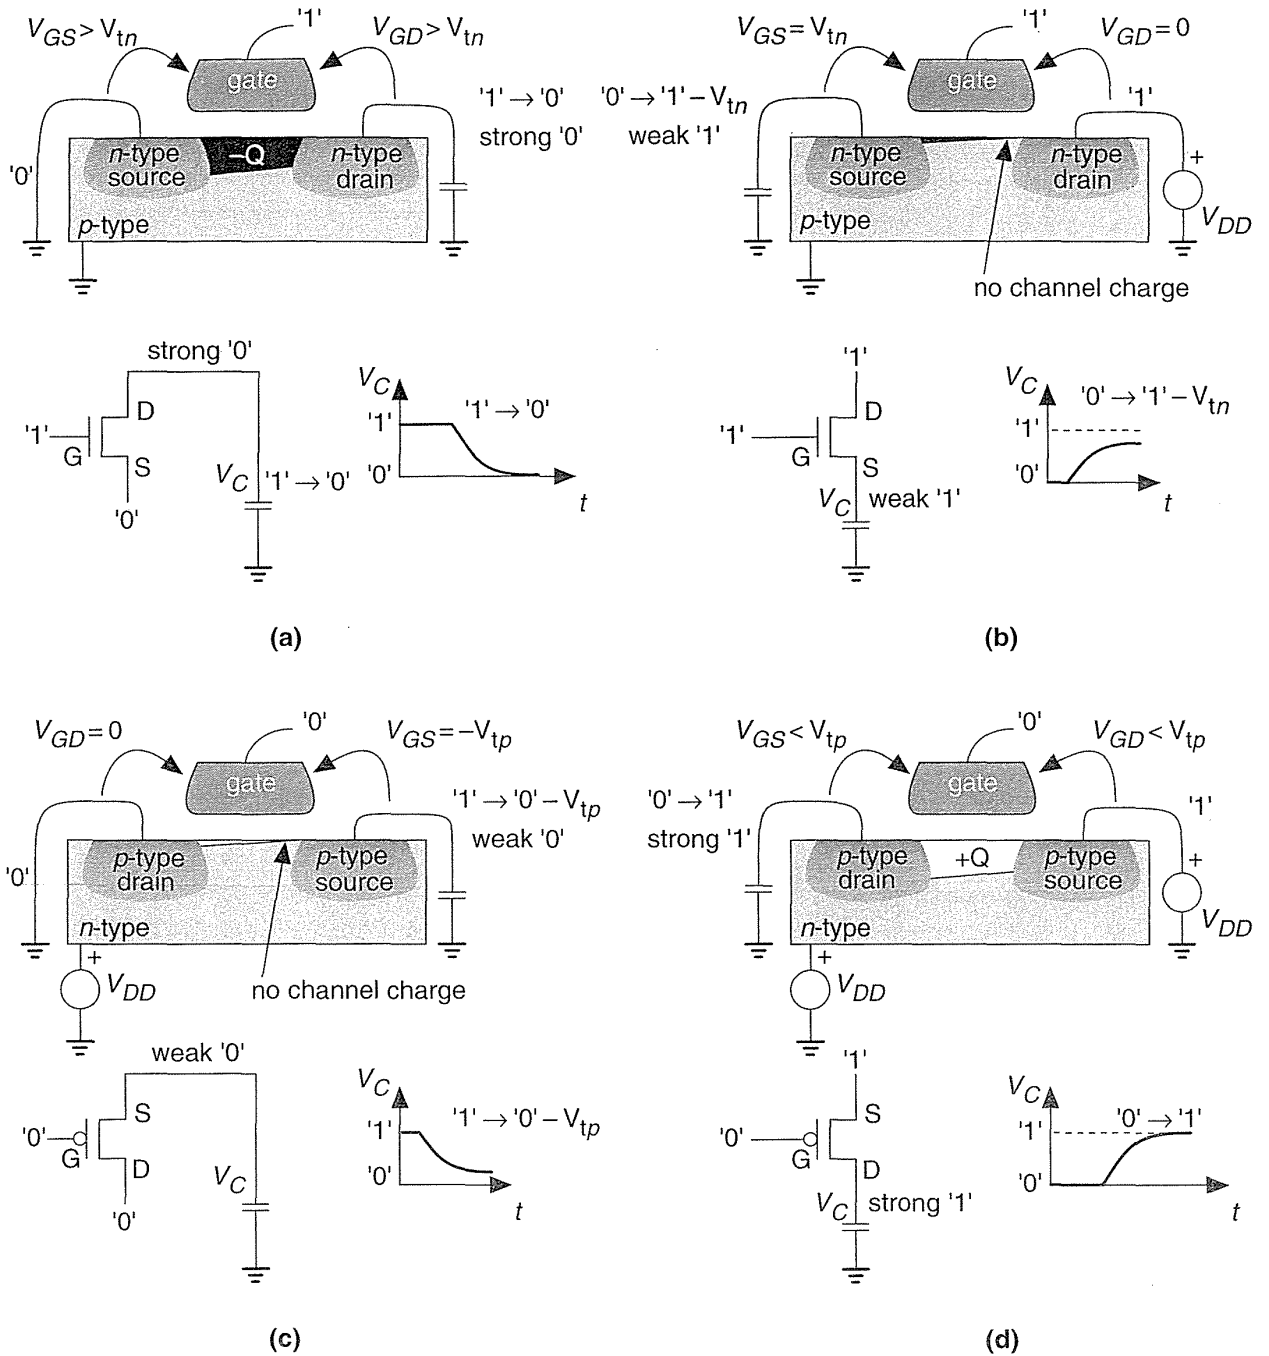 V_GS > V_tn
'1'
V_GD > V_tn
gate
'1' → '0'
strong '0'
'0'
n-type
source
–Q
n-type
drain
p-type
strong '0'
D
'1'
G
S
'0'
V_C
'1' → '0'
V_C
'1' → '0'
'1'
'0'
t
(a)
V_GS = V_tn
'1'
V_GD = 0
gate
'0' → '1' – V_tn
weak '1'
'1'
n-type
source
n-type
drain
+
V_DD
p-type
no channel charge
'1'
D
'1'
G
S
V_C
weak '1'
V_C
'0' → '1' – V_tn
'1'
'0'
t
(b)
V_GD = 0
'0'
V_GS = –V_tp
gate
'1' → '0' – V_tp
weak '0'
'0'
p-type
drain
p-type
source
n-type
+
V_DD
no channel charge
weak '0'
S
'0'
G
D
'0'
V_C
V_C
'1' → '0' – V_tp
'1'
'0'
t
(c)
V_GS < V_tp
'0'
V_GD < V_tp
gate
'0' → '1'
strong '1'
'1'
p-type
drain
+Q
p-type
source
+
V_DD
n-type
+
V_DD
'1'
S
'0'
G
D
V_C
strong '1'
V_C
'0' → '1'
'1'
'0'
t
(d)